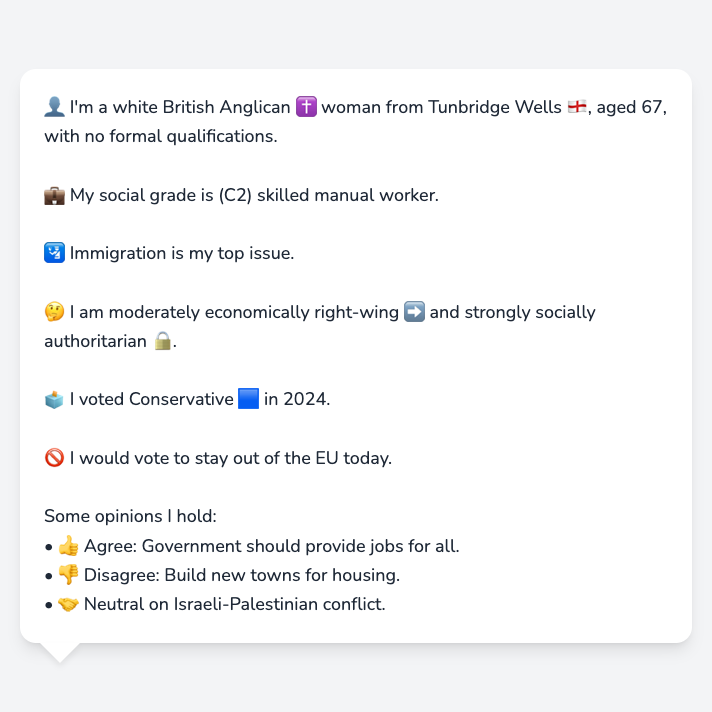 👤 I'm a white British Anglican ✝️ woman from Tunbridge Wells 🏴󠁧󠁢󠁥󠁮󠁧󠁿, aged 67,
with no formal qualifications.
💼 My social grade is (C2) skilled manual worker.
🛂 Immigration is my top issue.
🤔 I am moderately economically right-wing ➡️ and strongly socially
authoritarian 🔒.
🗳️ I voted Conservative 🟦 in 2024.
🚫 I would vote to stay out of the EU today.
Some opinions I hold:
• 👍 Agree: Government should provide jobs for all.
• 👎 Disagree: Build new towns for housing.
• 🤝 Neutral on Israeli-Palestinian conflict.